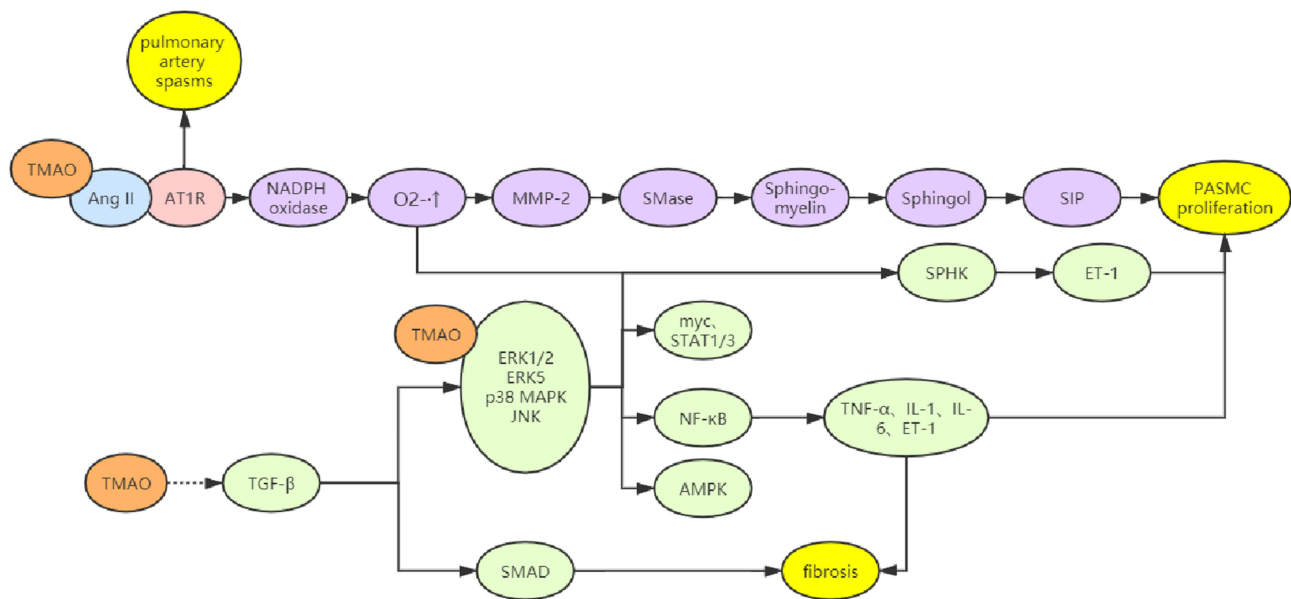 pulmonary
artery
spasms
TMAO
Ang II
AT1R
NADPH
oxidase
O2-·↑
MMP-2
SMase
Sphingo-
myelin
Sphingol
SIP
PASMC
proliferation
SPHK
ET-1
TMAO
ERK1/2
ERK5
p38 MAPK
JNK
myc、
STAT1/3
NF-κB
TNF-α、IL-1、IL-
6、ET-1
AMPK
TMAO
TGF-β
SMAD
fibrosis